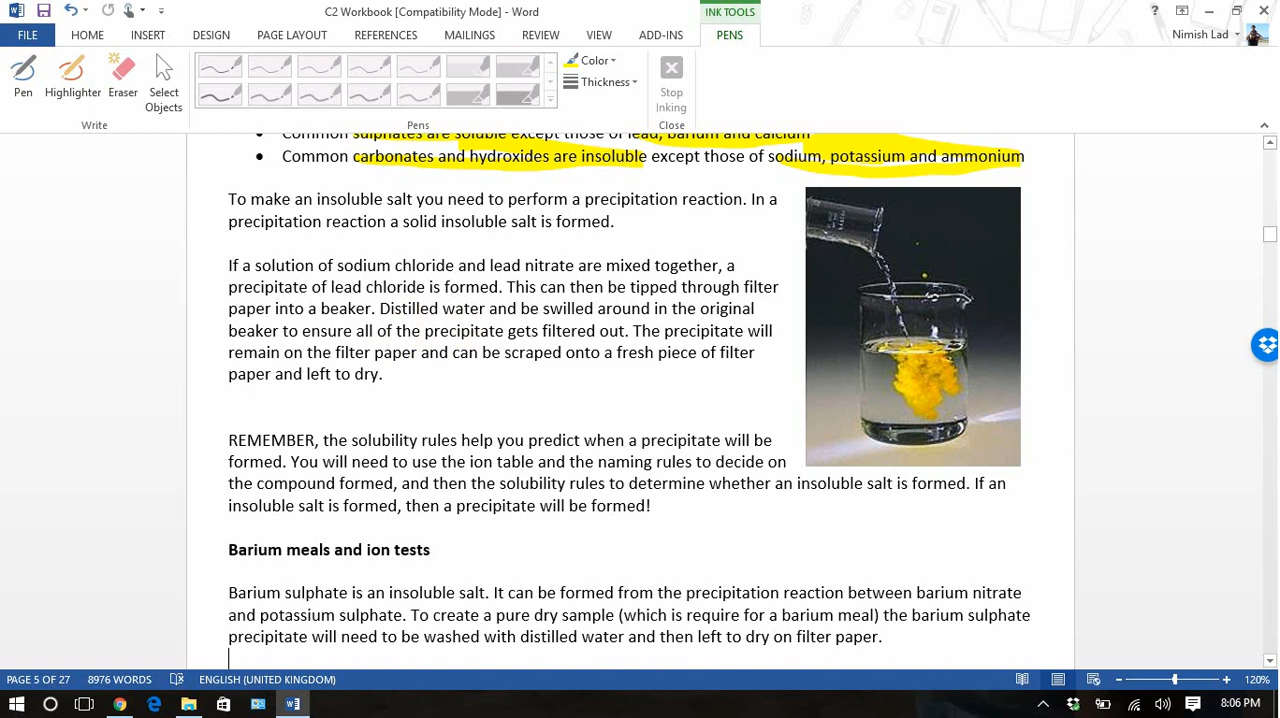 C2 Workbook [Compatibility Mode] - Word
INK TOOLS
?
FILE HOME INSERT DESIGN PAGE LAYOUT REFERENCES MAILINGS REVIEW VIEW ADD-INS PENS
Nimish Lad
Pen Highlighter Eraser Select Objects
Color
Thickness
Stop Inking
Write Pens Close
• Common sulphates are soluble except those of lead, barium and calcium
• Common carbonates and hydroxides are insoluble except those of sodium, potassium and ammonium
To make an insoluble salt you need to perform a precipitation reaction. In a
precipitation reaction a solid insoluble salt is formed.
If a solution of sodium chloride and lead nitrate are mixed together, a
precipitate of lead chloride is formed. This can then be tipped through filter
paper into a beaker. Distilled water and be swilled around in the original
beaker to ensure all of the precipitate gets filtered out. The precipitate will
remain on the filter paper and can be scraped onto a fresh piece of filter
paper and left to dry.
REMEMBER, the solubility rules help you predict when a precipitate will be
formed. You will need to use the ion table and the naming rules to decide on
the compound formed, and then the solubility rules to determine whether an insoluble salt is formed. If an
insoluble salt is formed, then a precipitate will be formed!
Barium meals and ion tests
Barium sulphate is an insoluble salt. It can be formed from the precipitation reaction between barium nitrate
and potassium sulphate. To create a pure dry sample (which is require for a barium meal) the barium sulphate
precipitate will need to be washed with distilled water and then left to dry on filter paper.
PAGE 5 OF 27 8976 WORDS ENGLISH (UNITED KINGDOM) 120%
8:06 PM